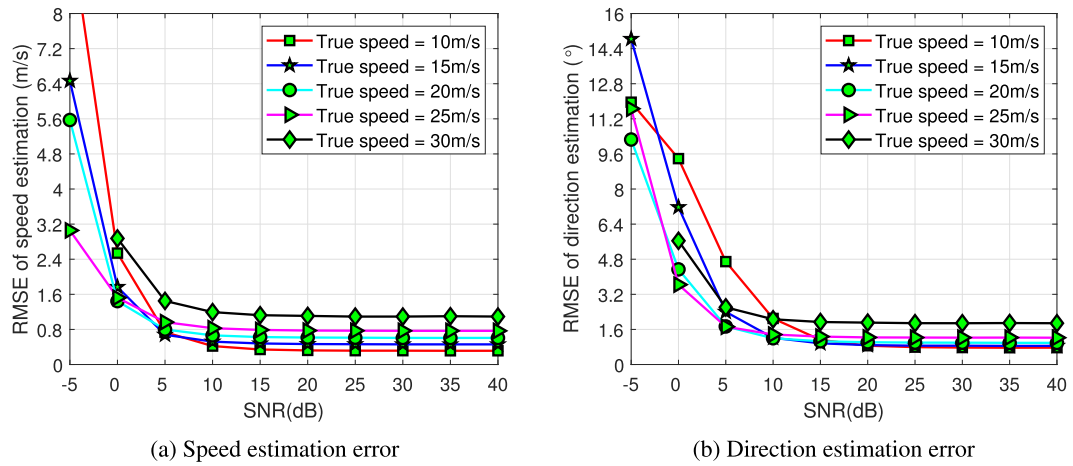 8
7.2
6.4
5.6
4.8
4
3.2
2.4
1.6
0.8
0
-5 0 5 10 15 20 25 30 35 40
RMSE of speed estimation (m/s)
SNR(dB)
True speed = 10m/s
True speed = 15m/s
True speed = 20m/s
True speed = 25m/s
True speed = 30m/s
(a) Speed estimation error
16
14.4
12.8
11.2
9.6
8
6.4
4.8
3.2
1.6
0
-5 0 5 10 15 20 25 30 35 40
RMSE of direction estimation (°)
SNR(dB)
True speed = 10m/s
True speed = 15m/s
True speed = 20m/s
True speed = 25m/s
True speed = 30m/s
(b) Direction estimation error